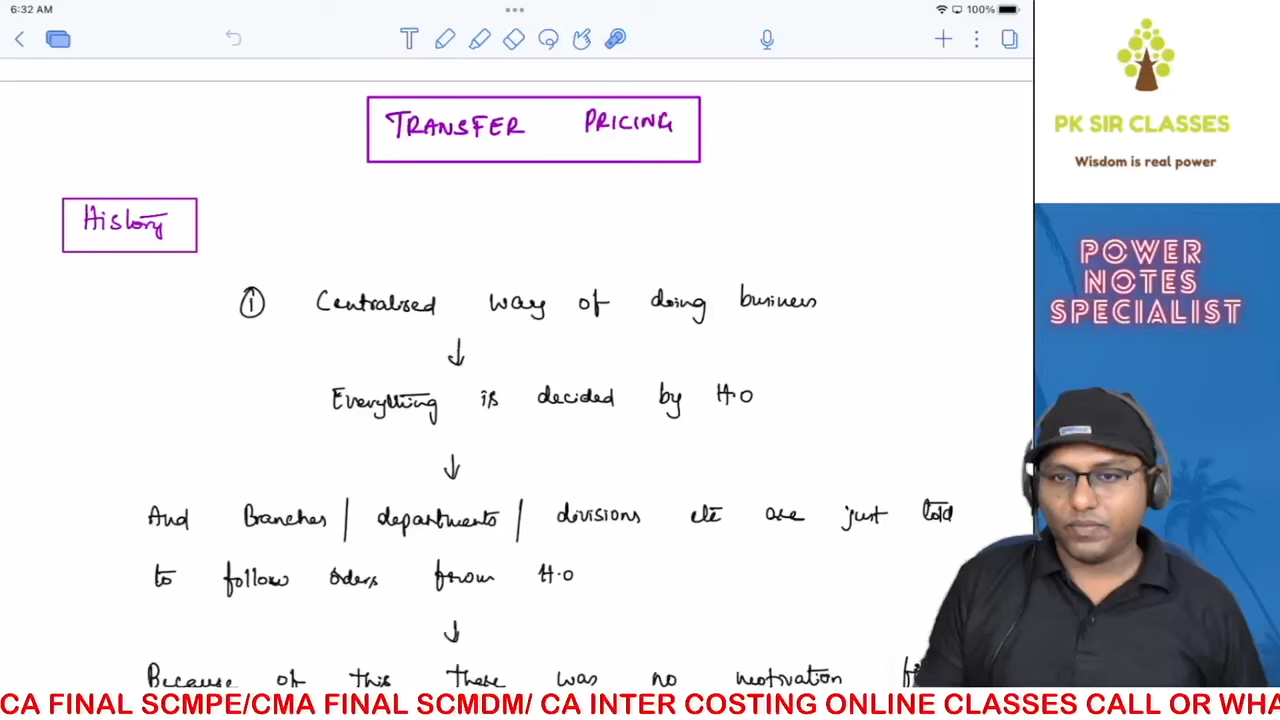 6:32 AM
100%
TRANSFER PRICING
PK SIR CLASSES
Wisdom is real power
History
POWER
NOTES
SPECIALIST
① Centralised way of doing business
↓
Everything is decided by H.O
↓
And Branches | departments | divisions etc are just told
to follow orders from H.O
↓
Because of this there was no motivation
CA FINAL SCMPE/CMA FINAL SCMDM/ CA INTER COSTING ONLINE CLASSES CALL OR WHA